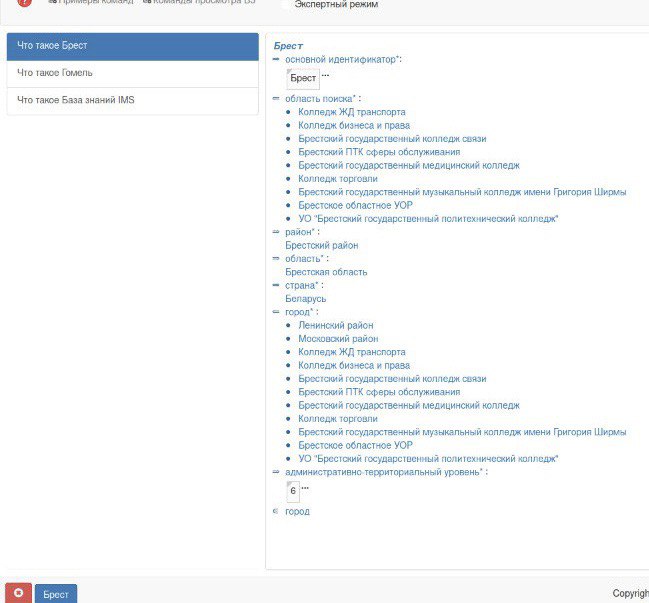 ?
Примеры команд
Команды просмотра БЗ
Экспертный режим
Что такое Брест
Что такое Гомель
Что такое База знаний IMS
Брест
⇒ основной идентификатор*:
Брест ...
⇐ область поиска* :
• Колледж ЖД транспорта
• Колледж бизнеса и права
• Брестский государственный колледж связи
• Брестский ПТК сферы обслуживания
• Брестский государственный медицинский колледж
• Колледж торговли
• Брестский государственный музыкальный колледж имени Григория Ширмы
• Брестское областное УОР
• УО "Брестский государственный политехнический колледж"
⇒ район* :
Брестский район
⇒ область* :
Брестская область
⇒ страна* :
Беларусь
⇐ город* :
• Ленинский район
• Московский район
• Колледж ЖД транспорта
• Колледж бизнеса и права
• Брестский государственный колледж связи
• Брестский ПТК сферы обслуживания
• Брестский государственный медицинский колледж
• Колледж торговли
• Брестский государственный музыкальный колледж имени Григория Ширмы
• Брестское областное УОР
• УО "Брестский государственный политехнический колледж"
⇒ административно-территориальный уровень* :
6 ...
∈ город
Брест
Copyrigh